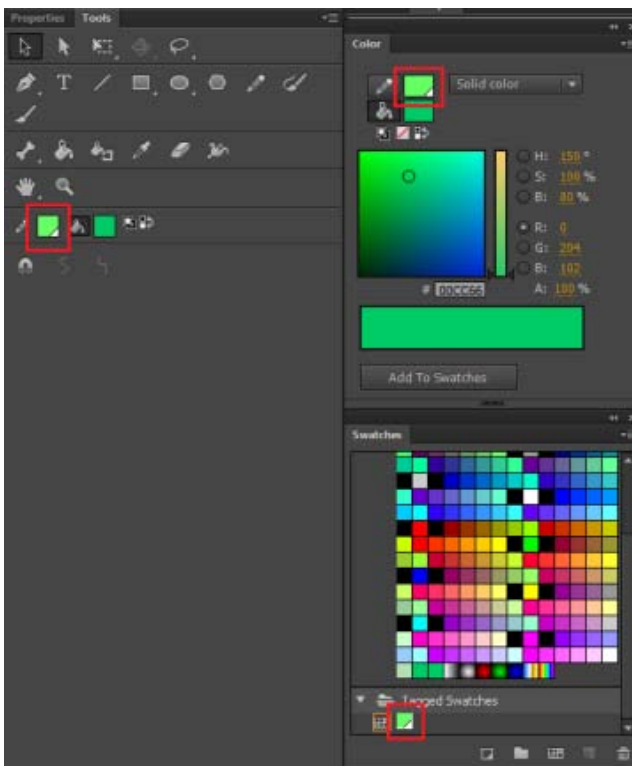 Properties Tools
T
Color
Solid color
H: 150 °
S: 100 %
B: 80 %
R: 0
G: 204
B: 102
# 00CC66
A: 100 %
Add To Swatches
Swatches
Tagged Swatches